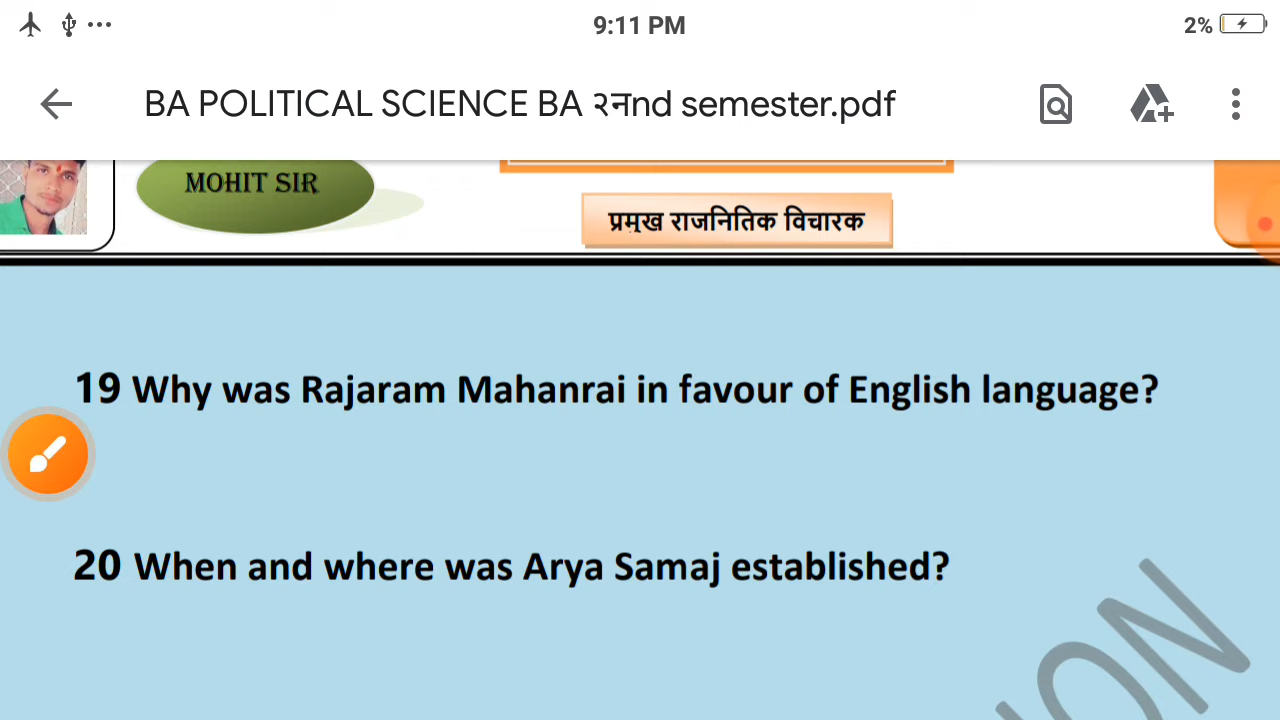 9:11 PM
2%
BA POLITICAL SCIENCE BA २नnd semester.pdf
MOHIT SIR
प्रमुख राजनितिक विचारक
19 Why was Rajaram Mahanrai in favour of English language?
20 When and where was Arya Samaj established?